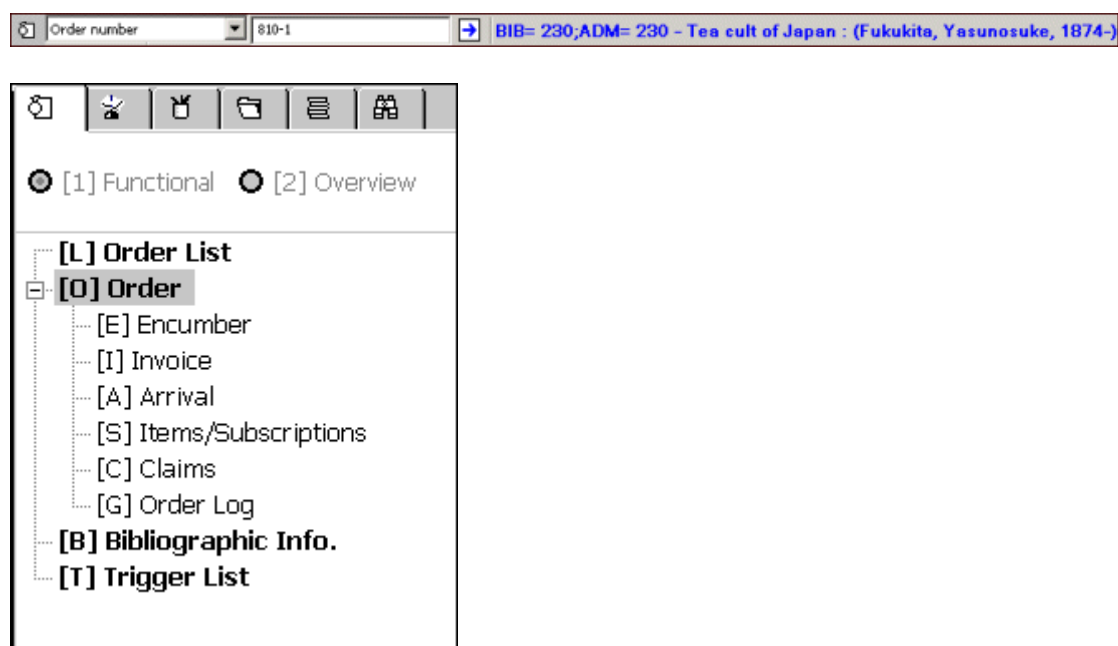 Order number 810-1 BIB= 230;ADM= 230 - Tea cult of Japan : (Fukukita, Yasunosuke, 1874-)
[1] Functional [2] Overview
[L] Order List
[O] Order
[E] Encumber
[I] Invoice
[A] Arrival
[S] Items/Subscriptions
[C] Claims
[G] Order Log
[B] Bibliographic Info.
[T] Trigger List